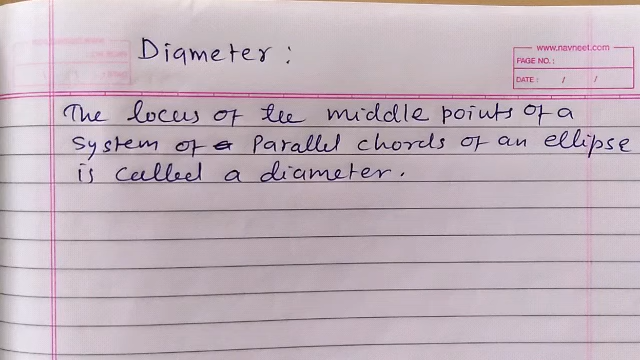 Diameter :
www.navneet.com
PAGE NO.:
DATE: / /
The locus of the middle points of a
system of parallel chords of an ellipse
is called a diameter.